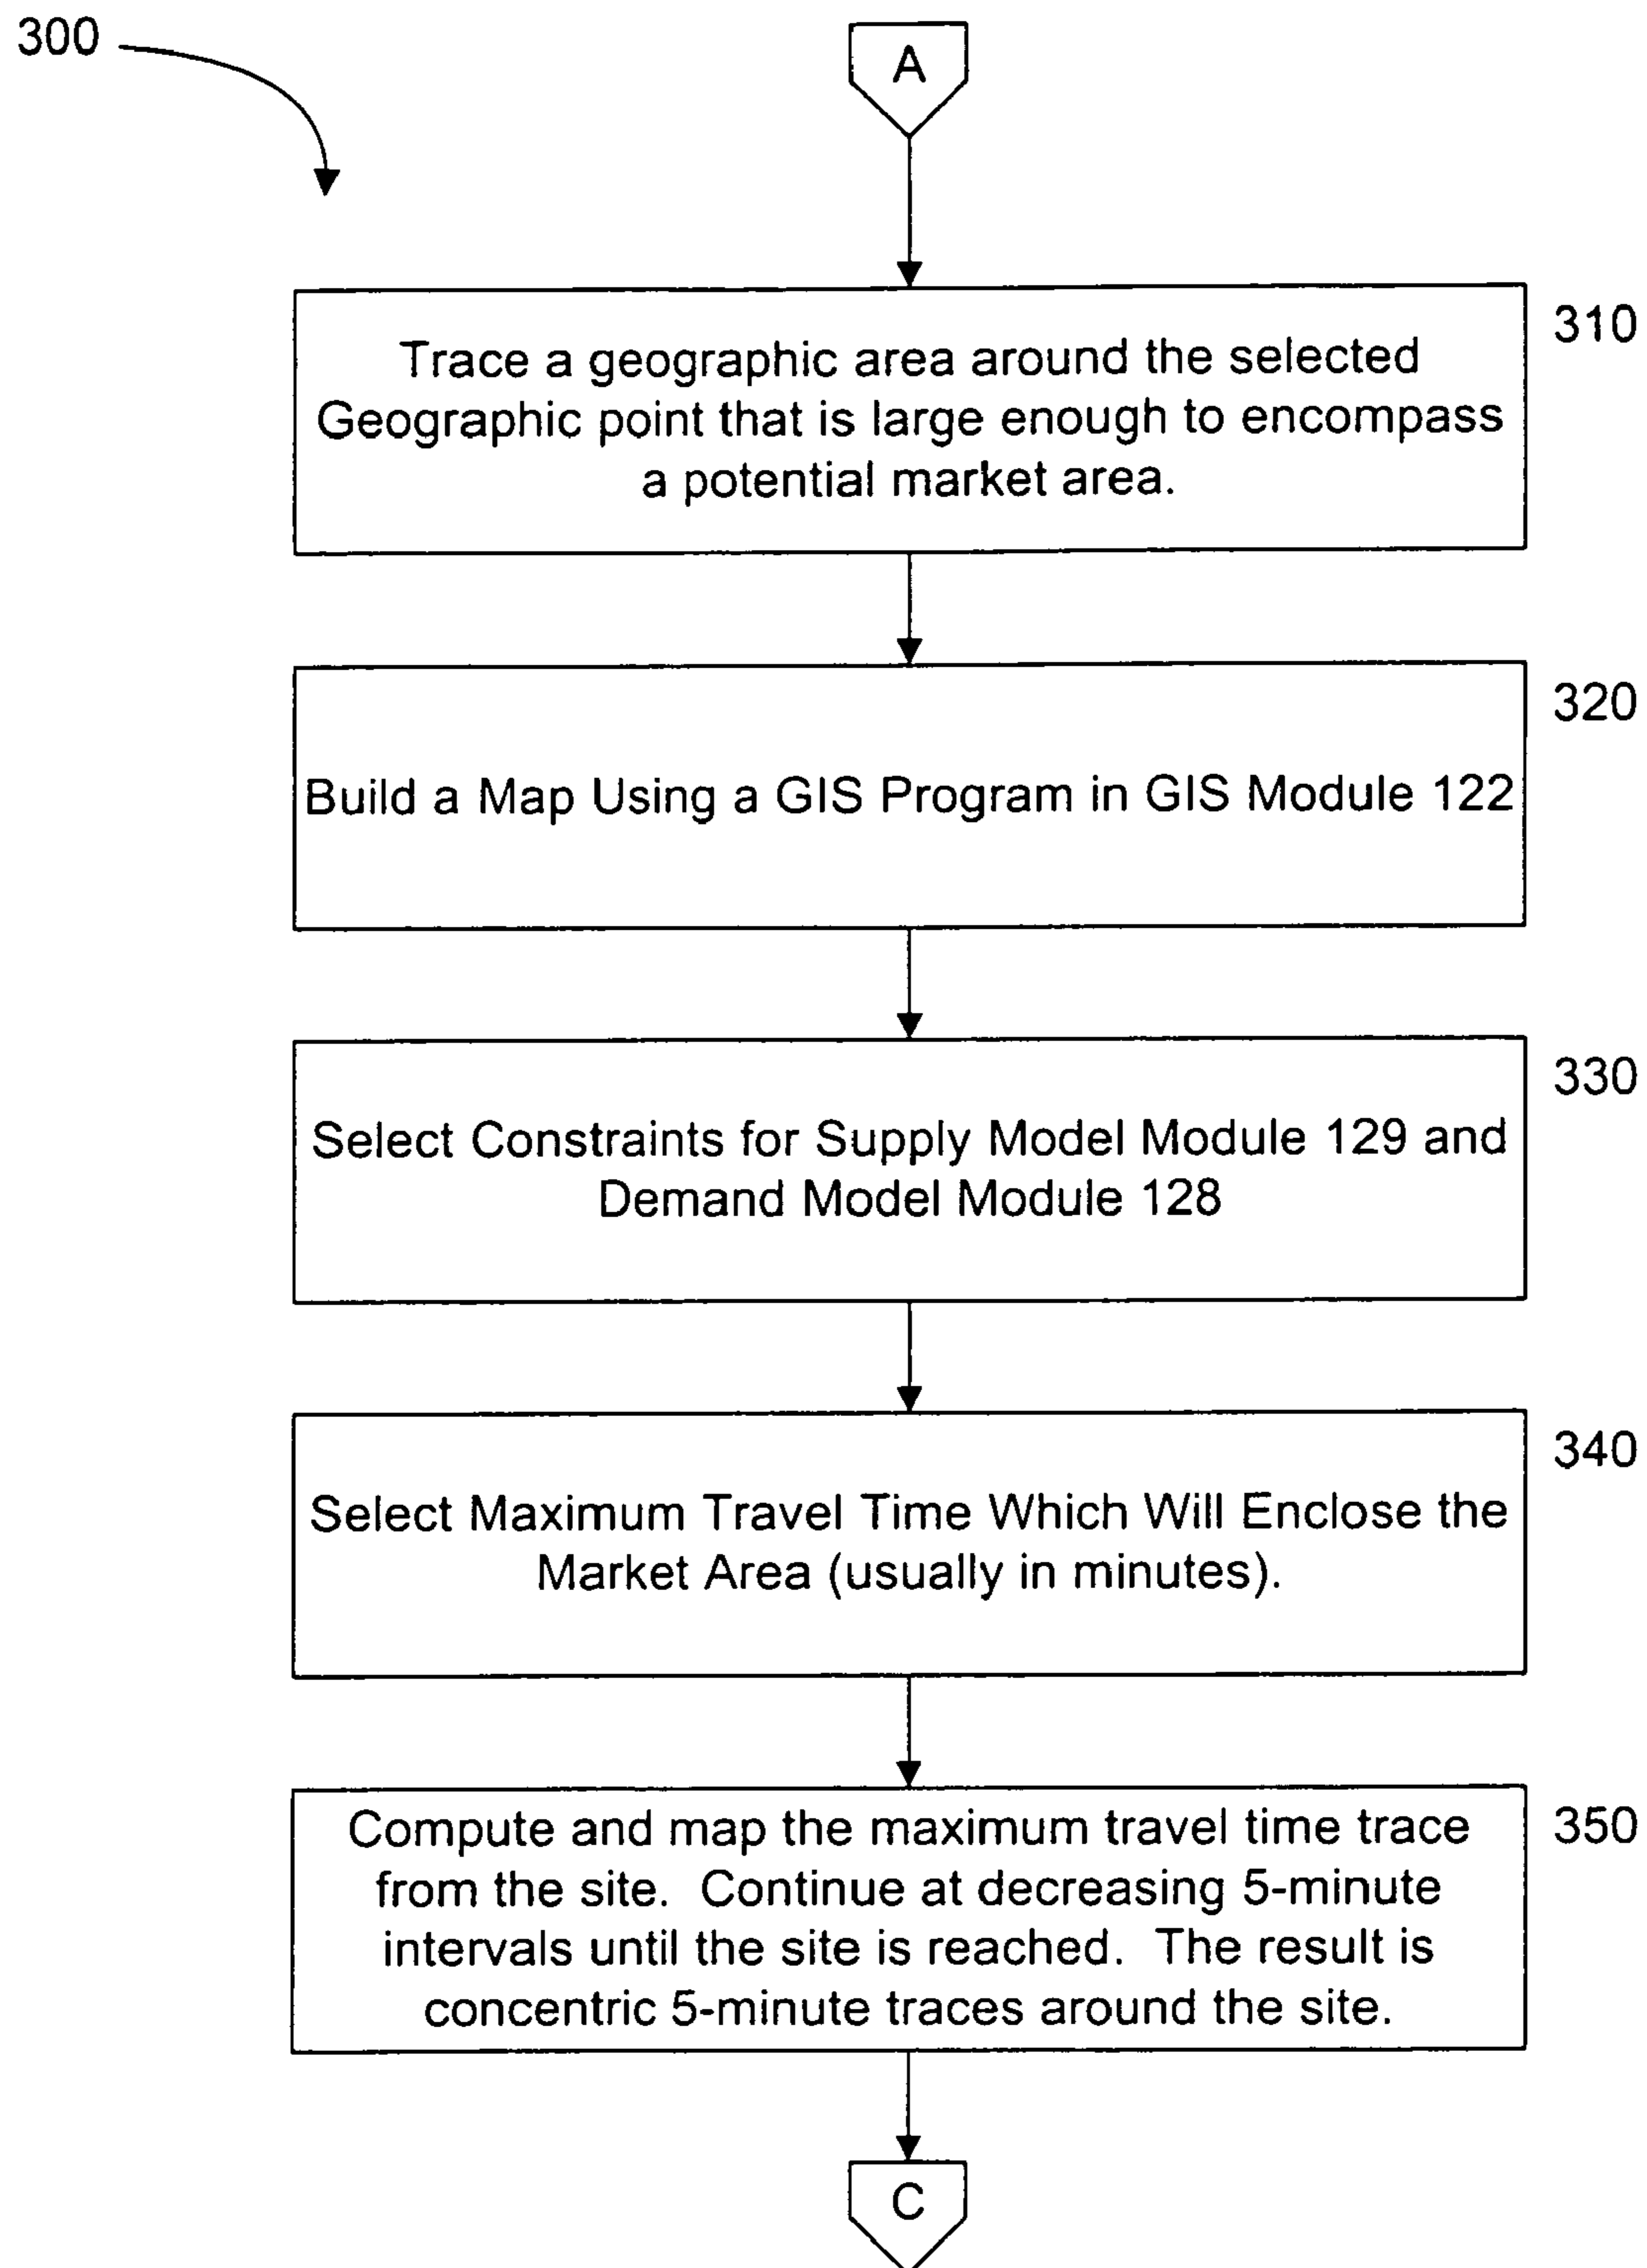 300
A
310
Trace a geographic area around the selected
Geographic point that is large enough to encompass
a potential market area.
320
Build a Map Using a GIS Program in GIS Module 122
330
Select Constraints for Supply Model Module 129 and
Demand Model Module 128
340
Select Maximum Travel Time Which Will Enclose the
Market Area (usually in minutes).
350
Compute and map the maximum travel time trace
from the site. Continue at decreasing 5-minute
intervals until the site is reached. The result is
concentric 5-minute traces around the site.
C